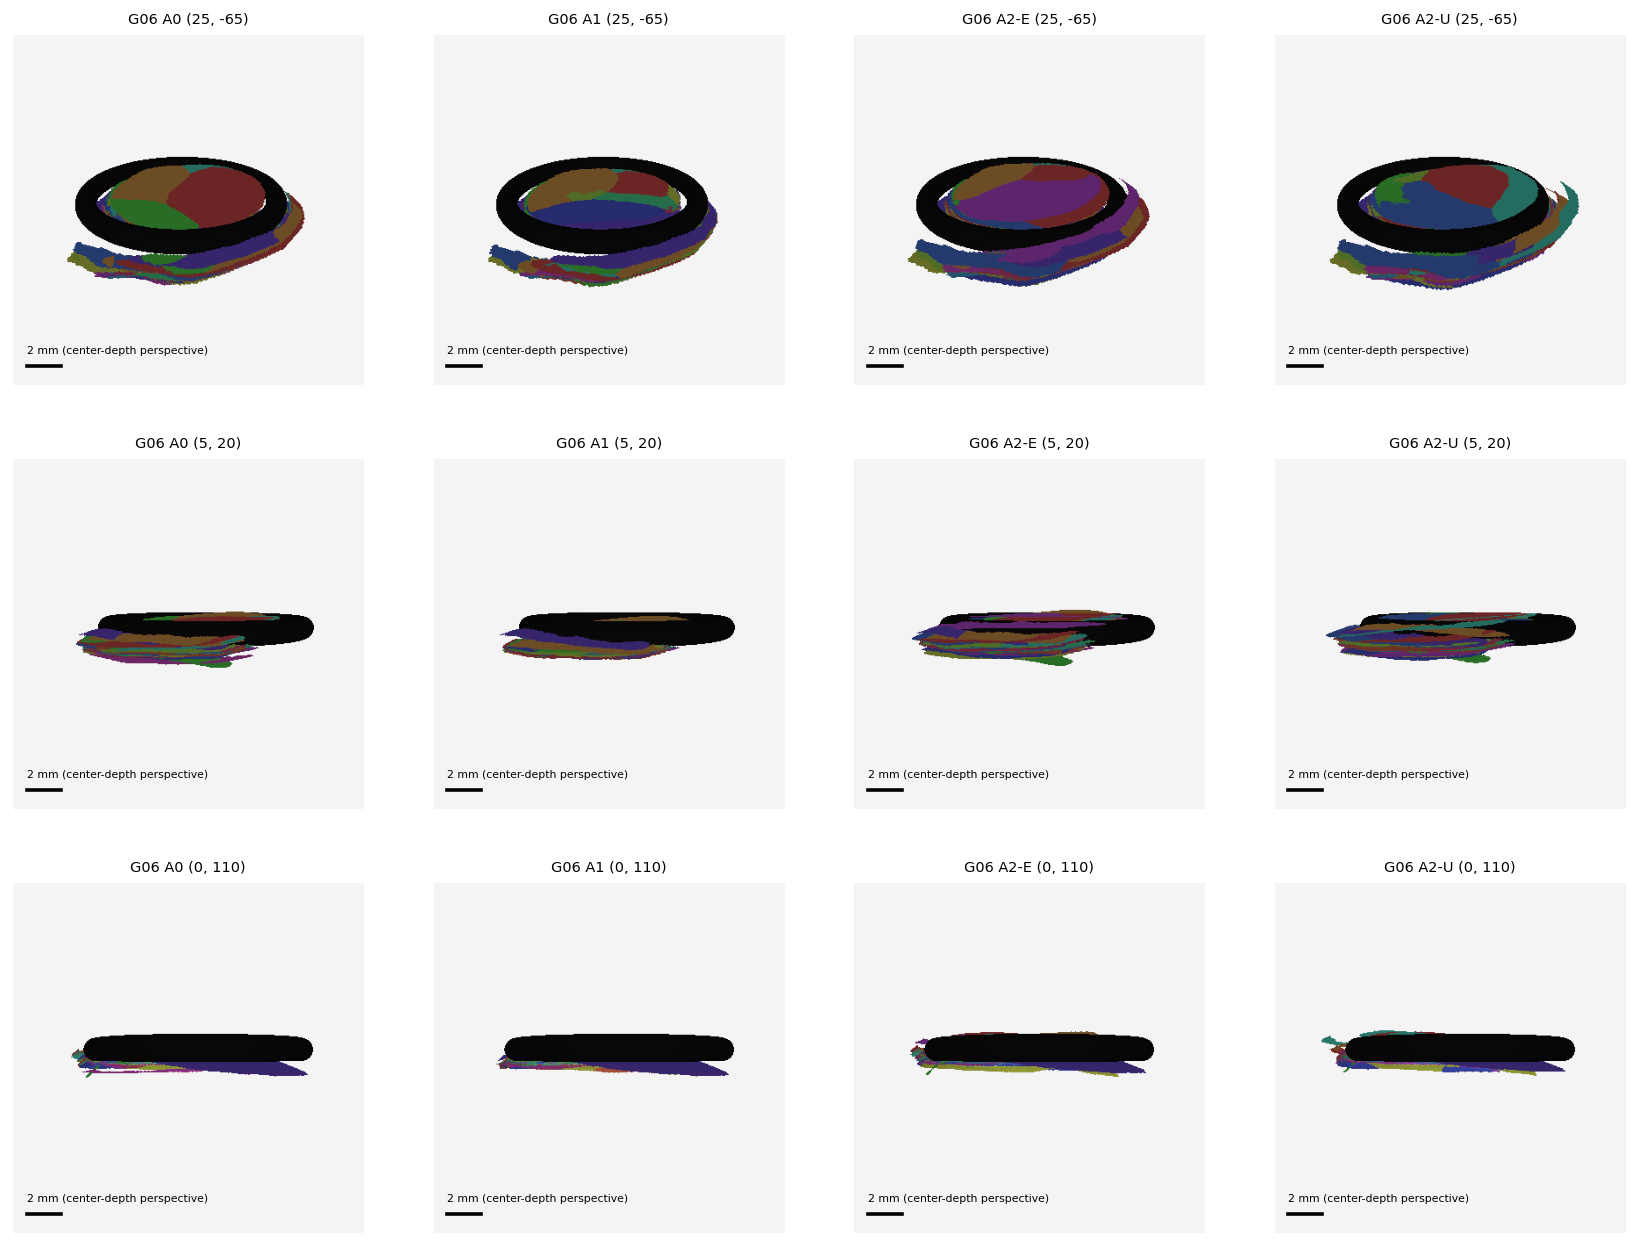 G06 A0 (25, -65)
G06 A1 (25, -65)
G06 A2-E (25, -65)
G06 A2-U (25, -65)
2 mm (center-depth perspective)
2 mm (center-depth perspective)
2 mm (center-depth perspective)
2 mm (center-depth perspective)
G06 A0 (5, 20)
G06 A1 (5, 20)
G06 A2-E (5, 20)
G06 A2-U (5, 20)
2 mm (center-depth perspective)
2 mm (center-depth perspective)
2 mm (center-depth perspective)
2 mm (center-depth perspective)
G06 A0 (0, 110)
G06 A1 (0, 110)
G06 A2-E (0, 110)
G06 A2-U (0, 110)
2 mm (center-depth perspective)
2 mm (center-depth perspective)
2 mm (center-depth perspective)
2 mm (center-depth perspective)